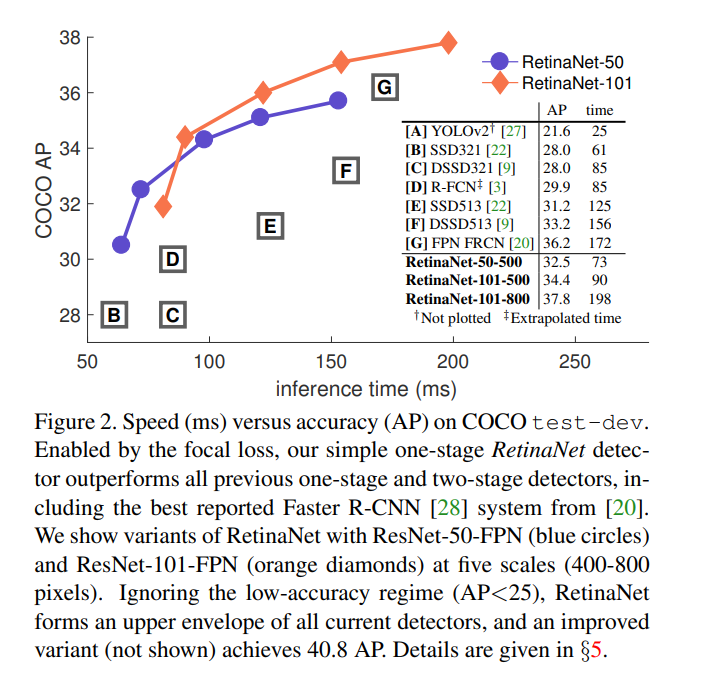 38
36
34
32
30
28
COCO AP
50 100 150 200 250
inference time (ms)
B
C
D
E
F
G
RetinaNet-50
RetinaNet-101
AP time
[A] YOLOv2† [27] 21.6 25
[B] SSD321 [22] 28.0 61
[C] DSSD321 [9] 28.0 85
[D] R-FCN‡ [3] 29.9 85
[E] SSD513 [22] 31.2 125
[F] DSSD513 [9] 33.2 156
[G] FPN FRCN [20] 36.2 172
RetinaNet-50-500 32.5 73
RetinaNet-101-500 34.4 90
RetinaNet-101-800 37.8 198
†Not plotted ‡Extrapolated time
Figure 2. Speed (ms) versus accuracy (AP) on COCO test-dev.
Enabled by the focal loss, our simple one-stage RetinaNet detec-
tor outperforms all previous one-stage and two-stage detectors, in-
cluding the best reported Faster R-CNN [28] system from [20].
We show variants of RetinaNet with ResNet-50-FPN (blue circles)
and ResNet-101-FPN (orange diamonds) at five scales (400-800
pixels). Ignoring the low-accuracy regime (AP<25), RetinaNet
forms an upper envelope of all current detectors, and an improved
variant (not shown) achieves 40.8 AP. Details are given in §5.